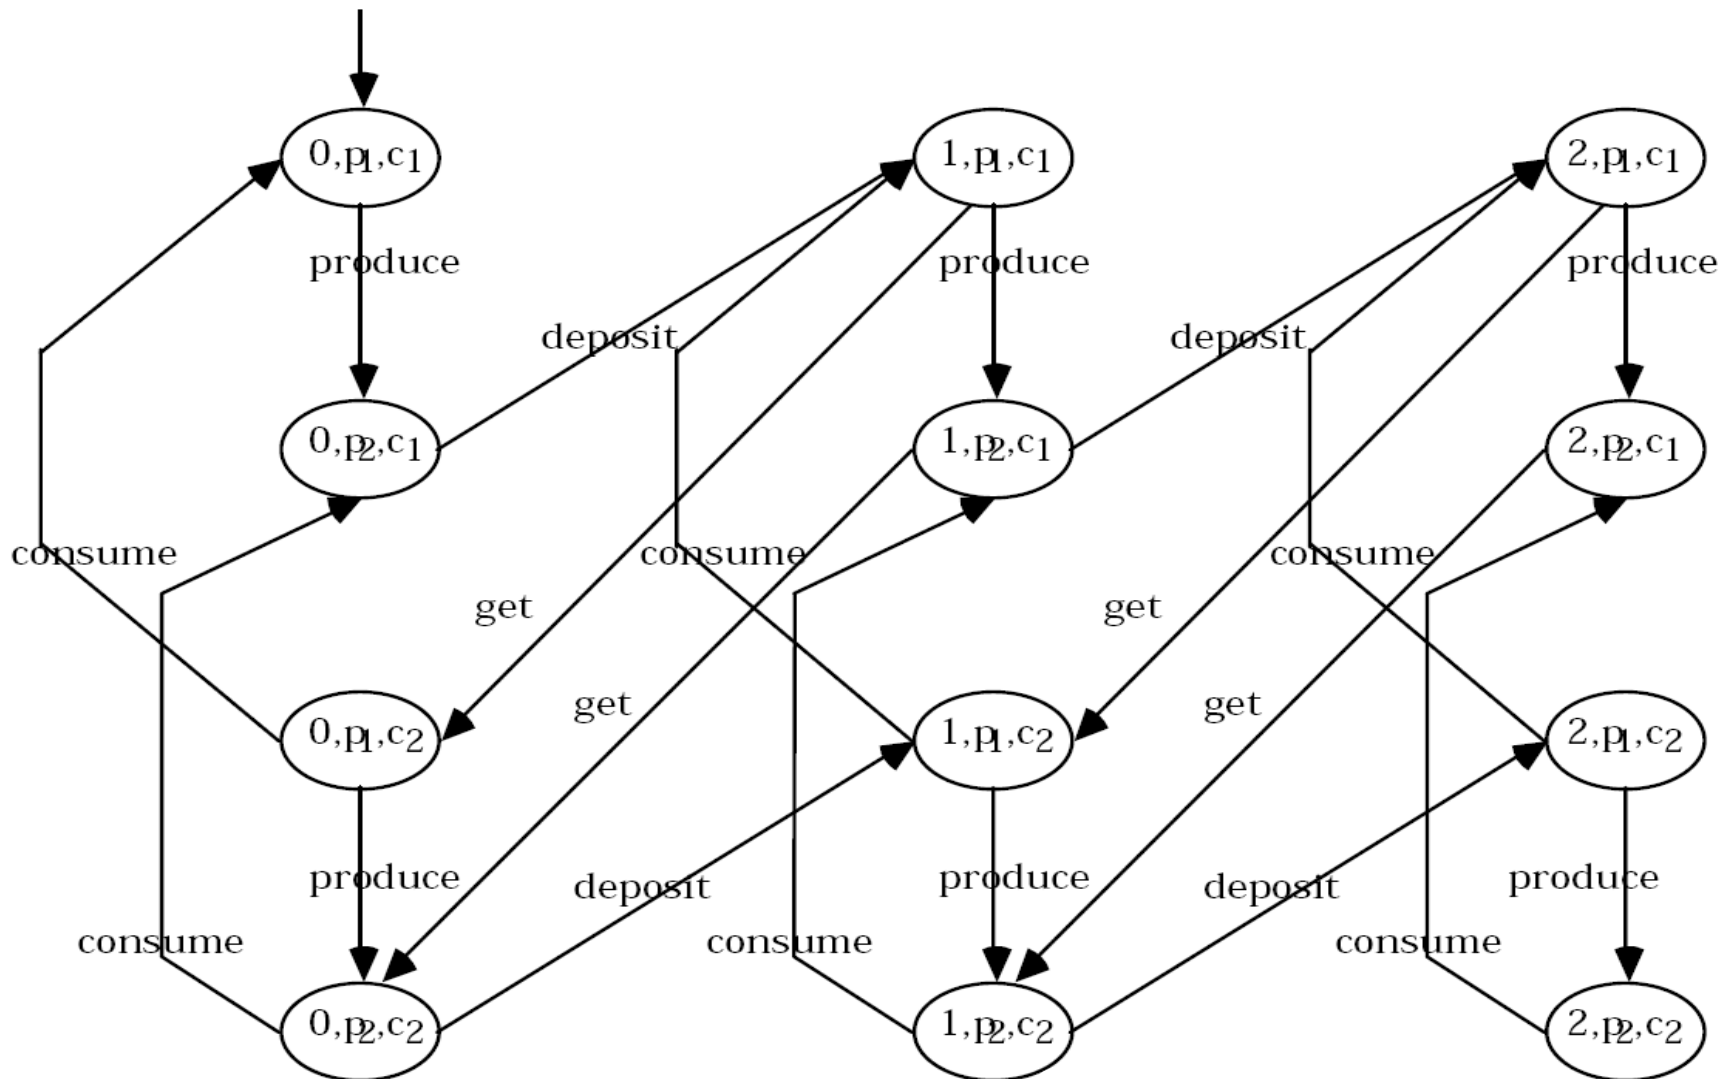 0,p1,c1 1,p1,c1 2,p1,c1
produce produce produce
deposit deposit
0,p2,c1 1,p2,c1 2,p2,c1
consume consume consume
get get
get get
0,p1,c2 1,p1,c2 2,p1,c2
produce deposit produce deposit produce
consume consume consume
0,p2,c2 1,p2,c2 2,p2,c2